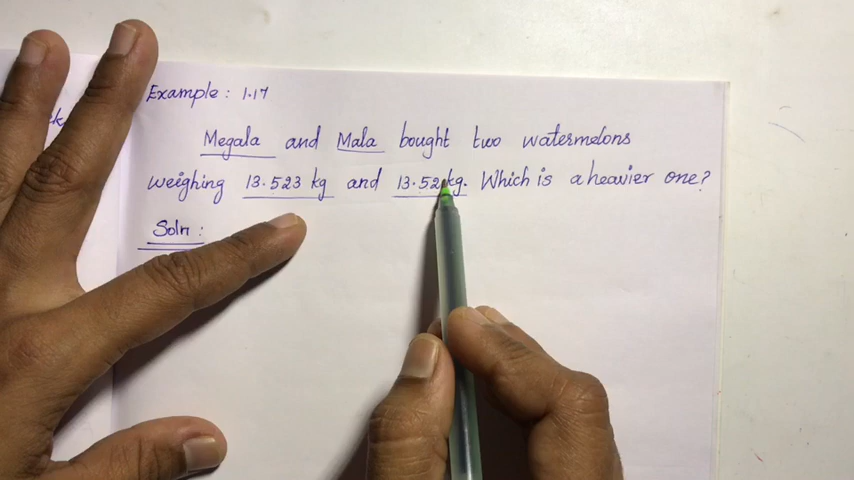 Example : 1.17
Megala and Mala bought two watermelons
weighing 13.523 kg and 13.52 kg. Which is a heavier one?
Soln :